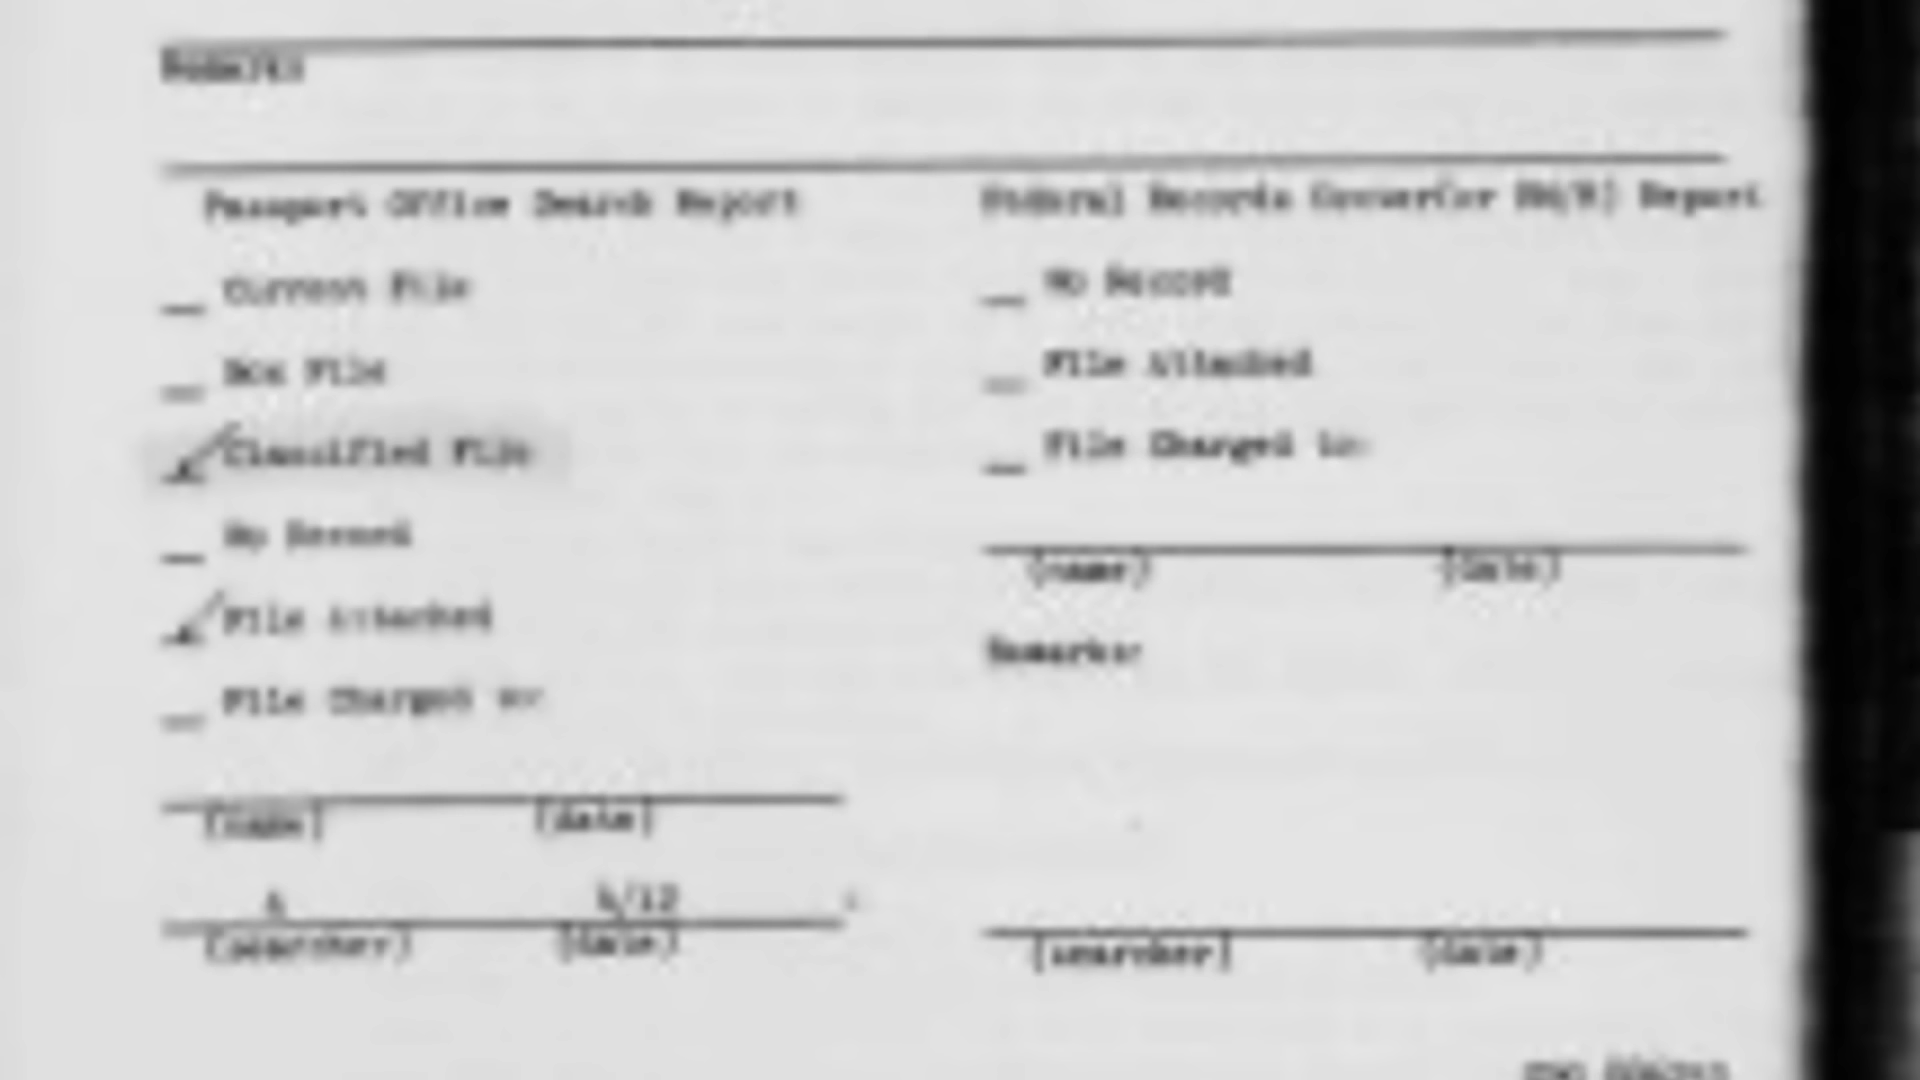 Remarks
Passport Office Search Report
Current File
Box File
Classified File
No Record
File Attached
File Charged to:
(name) (date)
4/12
(searcher) (date)
Federal Records Center(or RM/R) Report
No Record
File Attached
File Charged to:
(name) (date)
Remarks:
(searcher) (date)